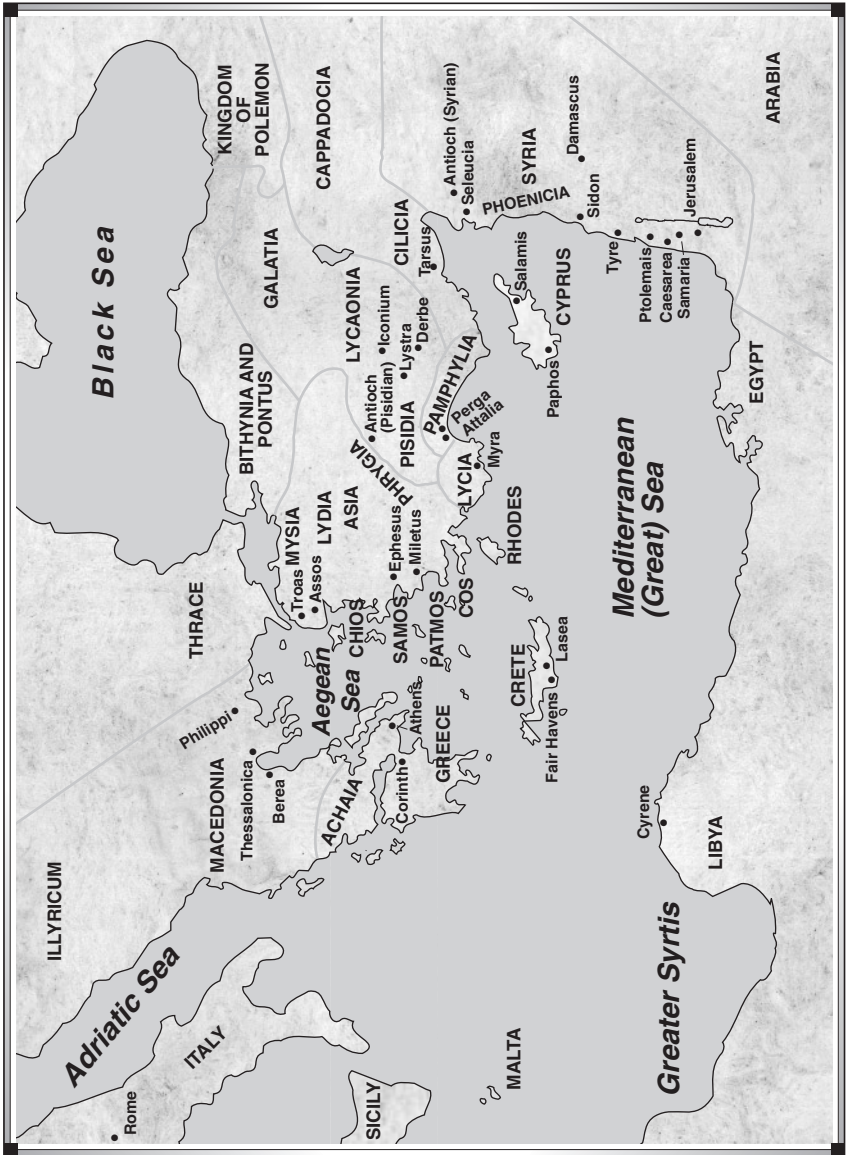 ILLYRICUM
Adriatic Sea
ITALY
Rome
SICILY
MALTA
MACEDONIA
Thessalonica
Berea
Philippi
THRACE
ACHAIA
Corinth
Athens
GREECE
Aegean
Sea
Black Sea
BITHYNIA AND
PONTUS
KINGDOM
OF
POLEMON
GALATIA
CAPPADOCIA
MYSIA
Troas
Assos
LYDIA
ASIA
CHIOS
SAMOS
PATMOS
COS
Ephesus
Miletus
PHRYGIA
Antioch
(Pisidian)
PISIDIA
LYCAONIA
Iconium
Lystra
Derbe
CILICIA
Tarsus
PAMPHYLIA
Perga
Attalia
LYCIA
Myra
RHODES
Antioch (Syrian)
Seleucia
SYRIA
PHOENICIA
Damascus
Sidon
Tyre
Ptolemais
Caesarea
Samaria
Jerusalem
ARABIA
Salamis
CYPRUS
Paphos
CRETE
Lasea
Fair Havens
Mediterranean
(Great) Sea
EGYPT
Cyrene
LIBYA
Greater Syrtis